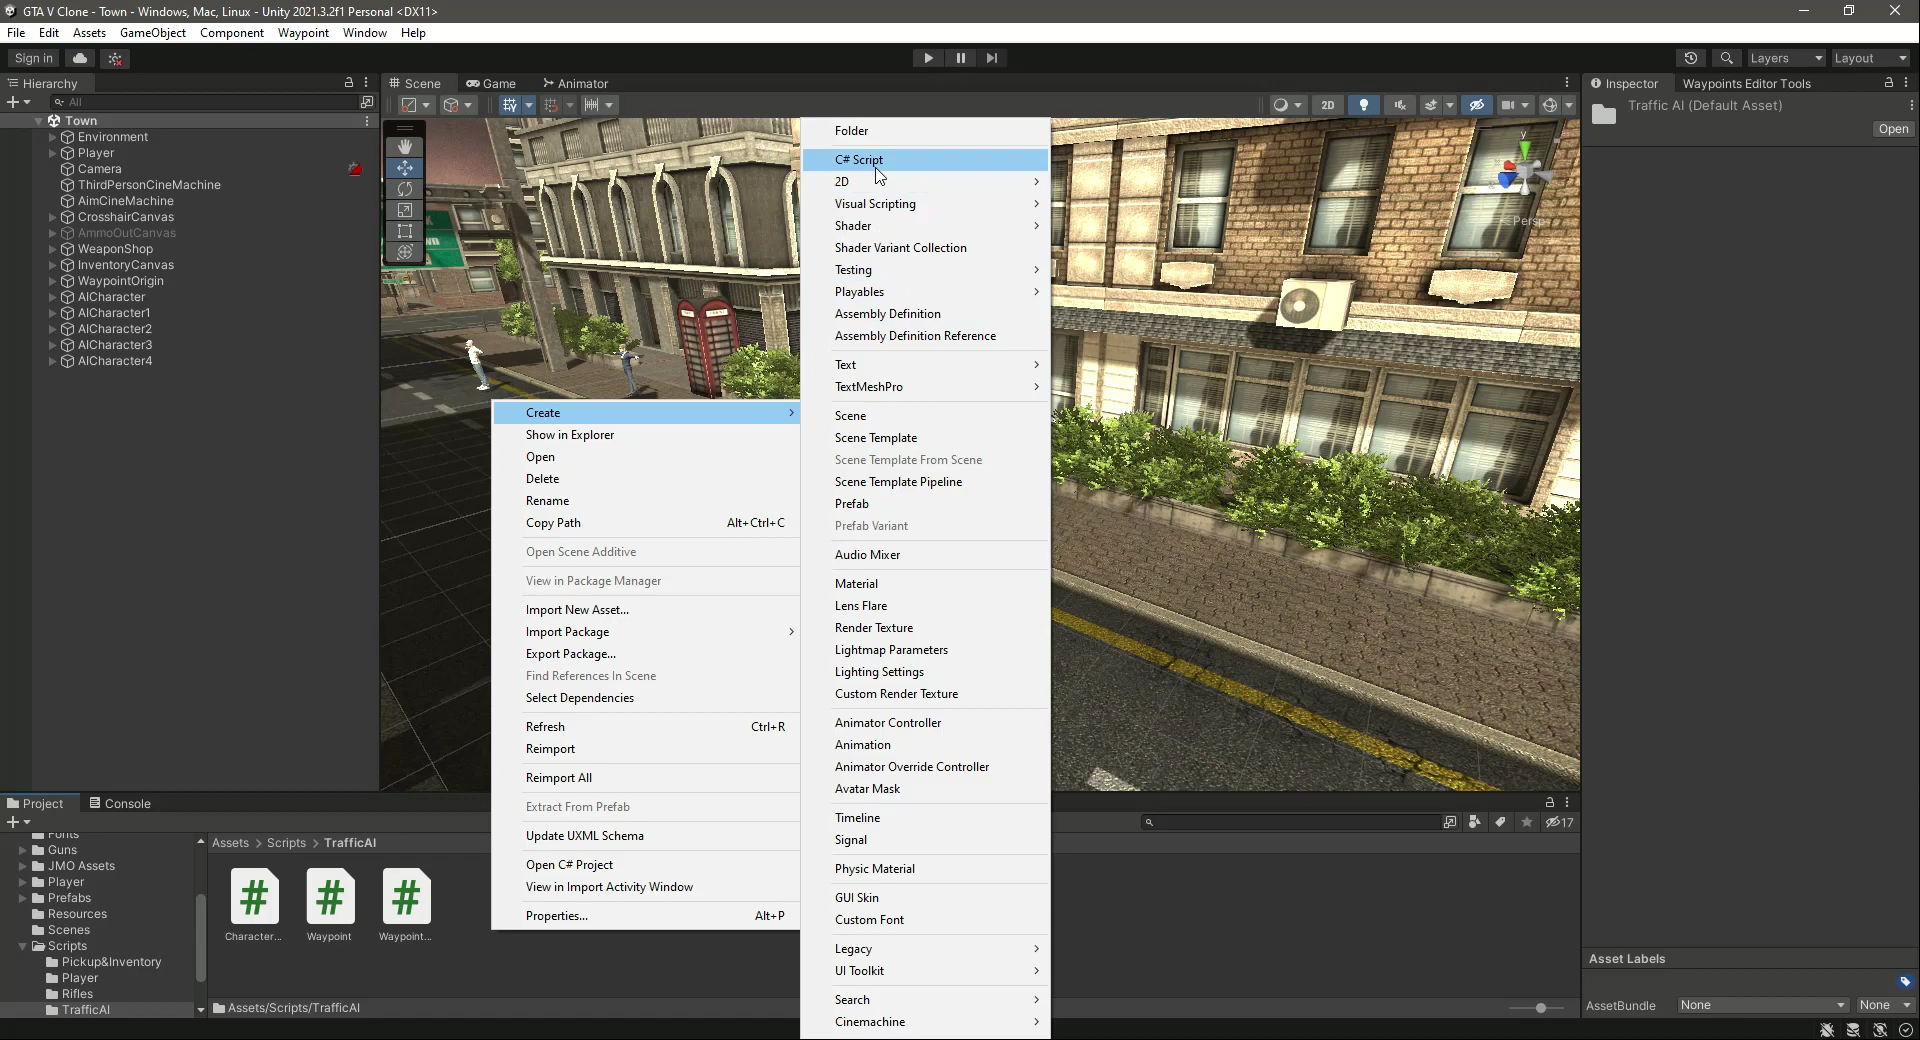 GTA V Clone - Town - Windows, Mac, Linux - Unity 2021.3.2f1 Personal <DX11>
File Edit Assets GameObject Component Waypoint Window Help
Sign in
Layers
Layout
Hierarchy
All
Town
Environment
Player
Camera
ThirdPersonCineMachine
AimCineMachine
CrosshairCanvas
AmmoOutCanvas
WeaponShop
InventoryCanvas
WaypointOrigin
AICharacter
AICharacter1
AICharacter2
AICharacter3
AICharacter4
Scene
Game
Animator
2D
Persp
Create
Show in Explorer
Open
Delete
Rename
Copy Path Alt+Ctrl+C
Open Scene Additive
View in Package Manager
Import New Asset...
Import Package
Export Package...
Find References In Scene
Select Dependencies
Refresh Ctrl+R
Reimport
Reimport All
Extract From Prefab
Update UXML Schema
Open C# Project
View in Import Activity Window
Properties... Alt+P
Folder
C# Script
2D
Visual Scripting
Shader
Shader Variant Collection
Testing
Playables
Assembly Definition
Assembly Definition Reference
Text
TextMeshPro
Scene
Scene Template
Scene Template From Scene
Scene Template Pipeline
Prefab
Prefab Variant
Audio Mixer
Material
Lens Flare
Render Texture
Lightmap Parameters
Lighting Settings
Custom Render Texture
Animator Controller
Animation
Animator Override Controller
Avatar Mask
Timeline
Signal
Physic Material
GUI Skin
Custom Font
Legacy
UI Toolkit
Search
Cinemachine
Inspector
Waypoints Editor Tools
Traffic AI (Default Asset)
Open
Asset Labels
AssetBundle None None
Project
Console
17
Fonts
Guns
JMO Assets
Player
Prefabs
Resources
Scenes
Scripts
Pickup&Inventory
Player
Rifles
TrafficAI
Assets > Scripts > TrafficAI
Character...
Waypoint
Waypoint...
Assets/Scripts/TrafficAI